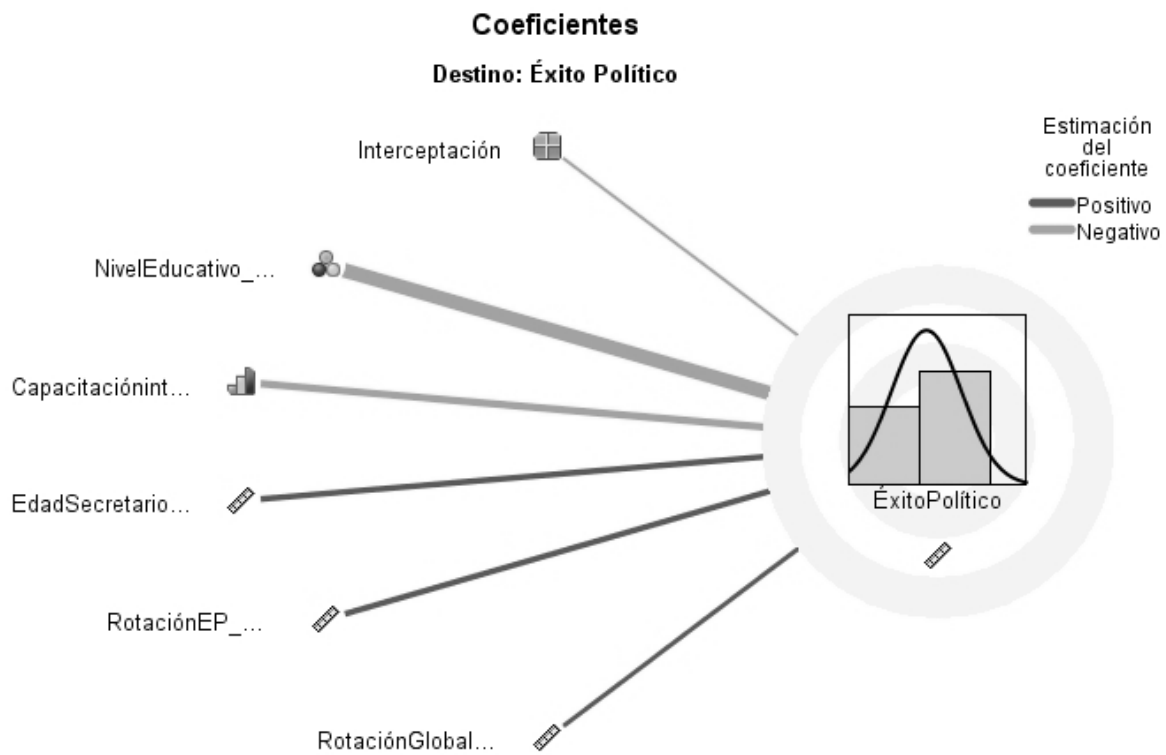 Coeficientes
Destino: Éxito Político
Interceptación
Estimación
del
coeficiente
Positivo
Negativo
NivelEducativo_...
Capacitaciónint...
EdadSecretario...
RotaciónEP_...
RotaciónGlobal...
ÉxitoPolítico